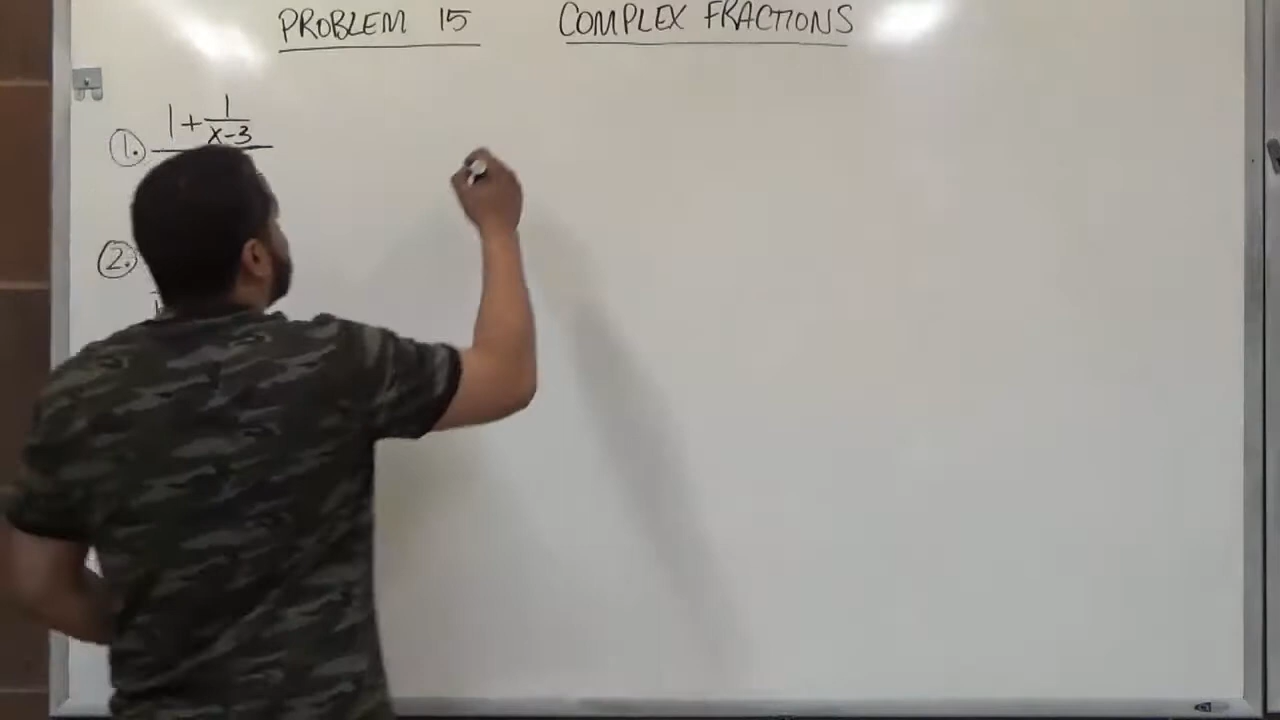 PROBLEM 15 COMPLEX FRACTIONS
1. 1 + 1/(x-3)
2.